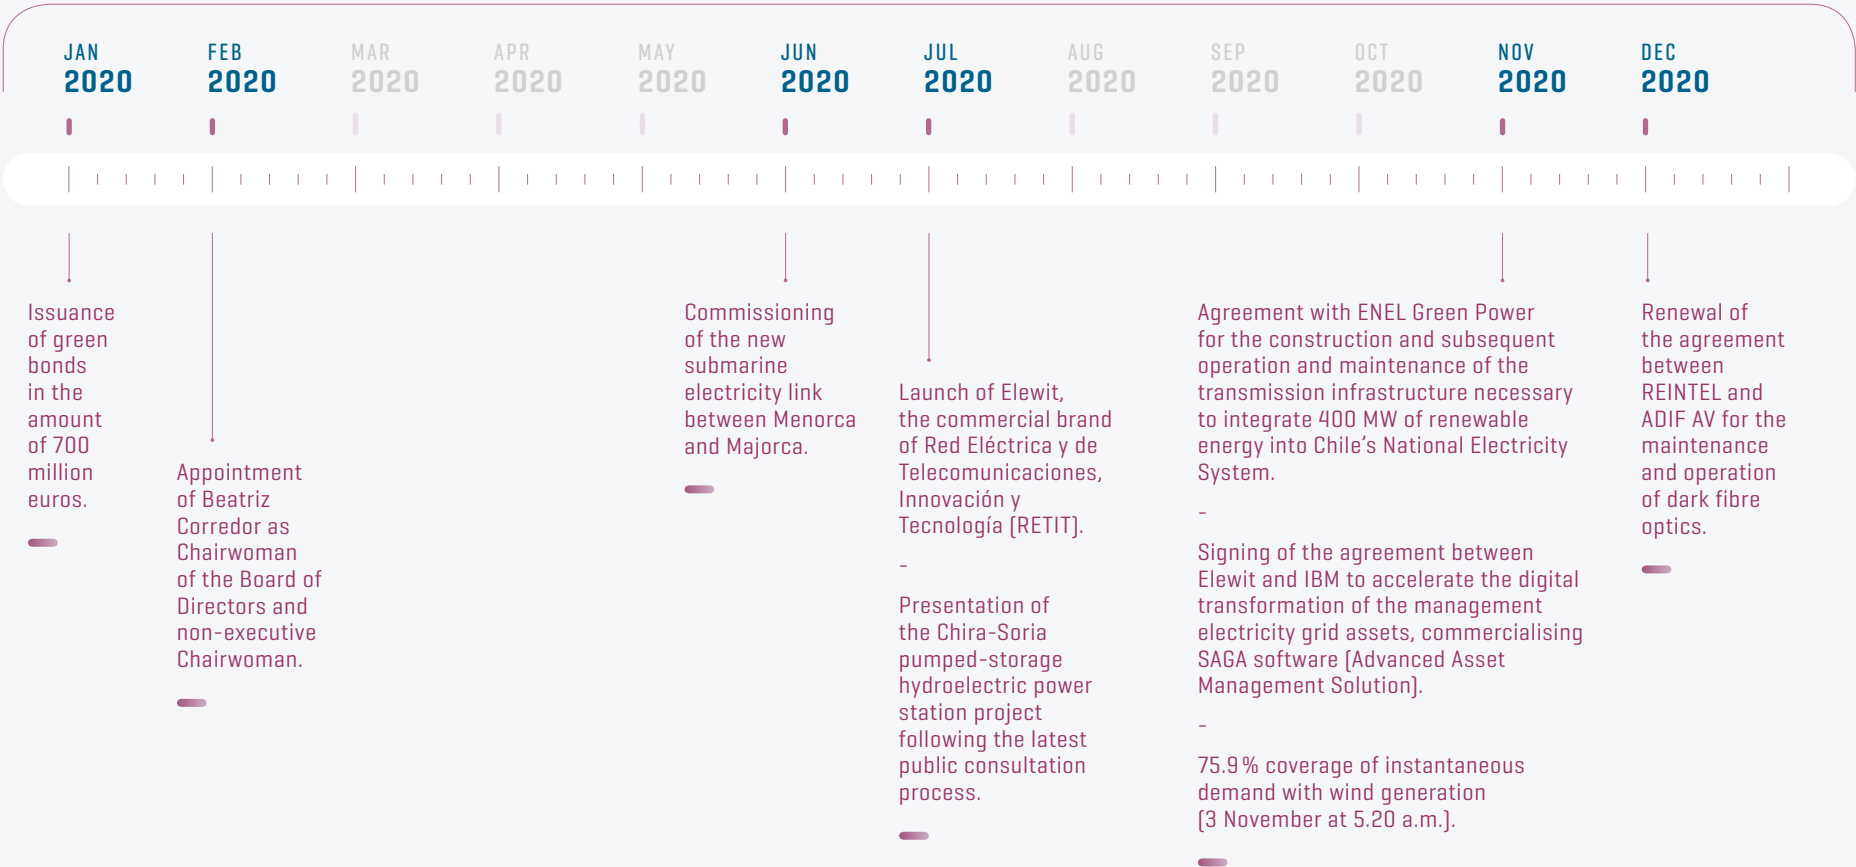 JAN
2020
FEB
2020
MAR
2020
APR
2020
MAY
2020
JUN
2020
JUL
2020
AUG
2020
SEP
2020
OCT
2020
NOV
2020
DEC
2020
Issuance
of green
bonds
in the
amount
of 700
million
euros.
Appointment
of Beatriz
Corredor as
Chairwoman
of the Board of
Directors and
non-executive
Chairwoman.
Commissioning
of the new
submarine
electricity link
between Menorca
and Majorca.
Launch of Elewit,
the commercial brand
of Red Eléctrica y de
Telecomunicaciones,
Innovación y
Tecnología (RETIT).
-
Presentation of
the Chira-Soria
pumped-storage
hydroelectric power
station project
following the latest
public consultation
process.
Agreement with ENEL Green Power
for the construction and subsequent
operation and maintenance of the
transmission infrastructure necessary
to integrate 400 MW of renewable
energy into Chile's National Electricity
System.
-
Signing of the agreement between
Elewit and IBM to accelerate the digital
transformation of the management
electricity grid assets, commercialising
SAGA software (Advanced Asset
Management Solution).
-
75.9 % coverage of instantaneous
demand with wind generation
(3 November at 5.20 a.m.).
Renewal of
the agreement
between
REINTEL and
ADIF AV for the
maintenance
and operation
of dark fibre
optics.